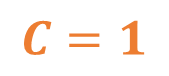 C = 1